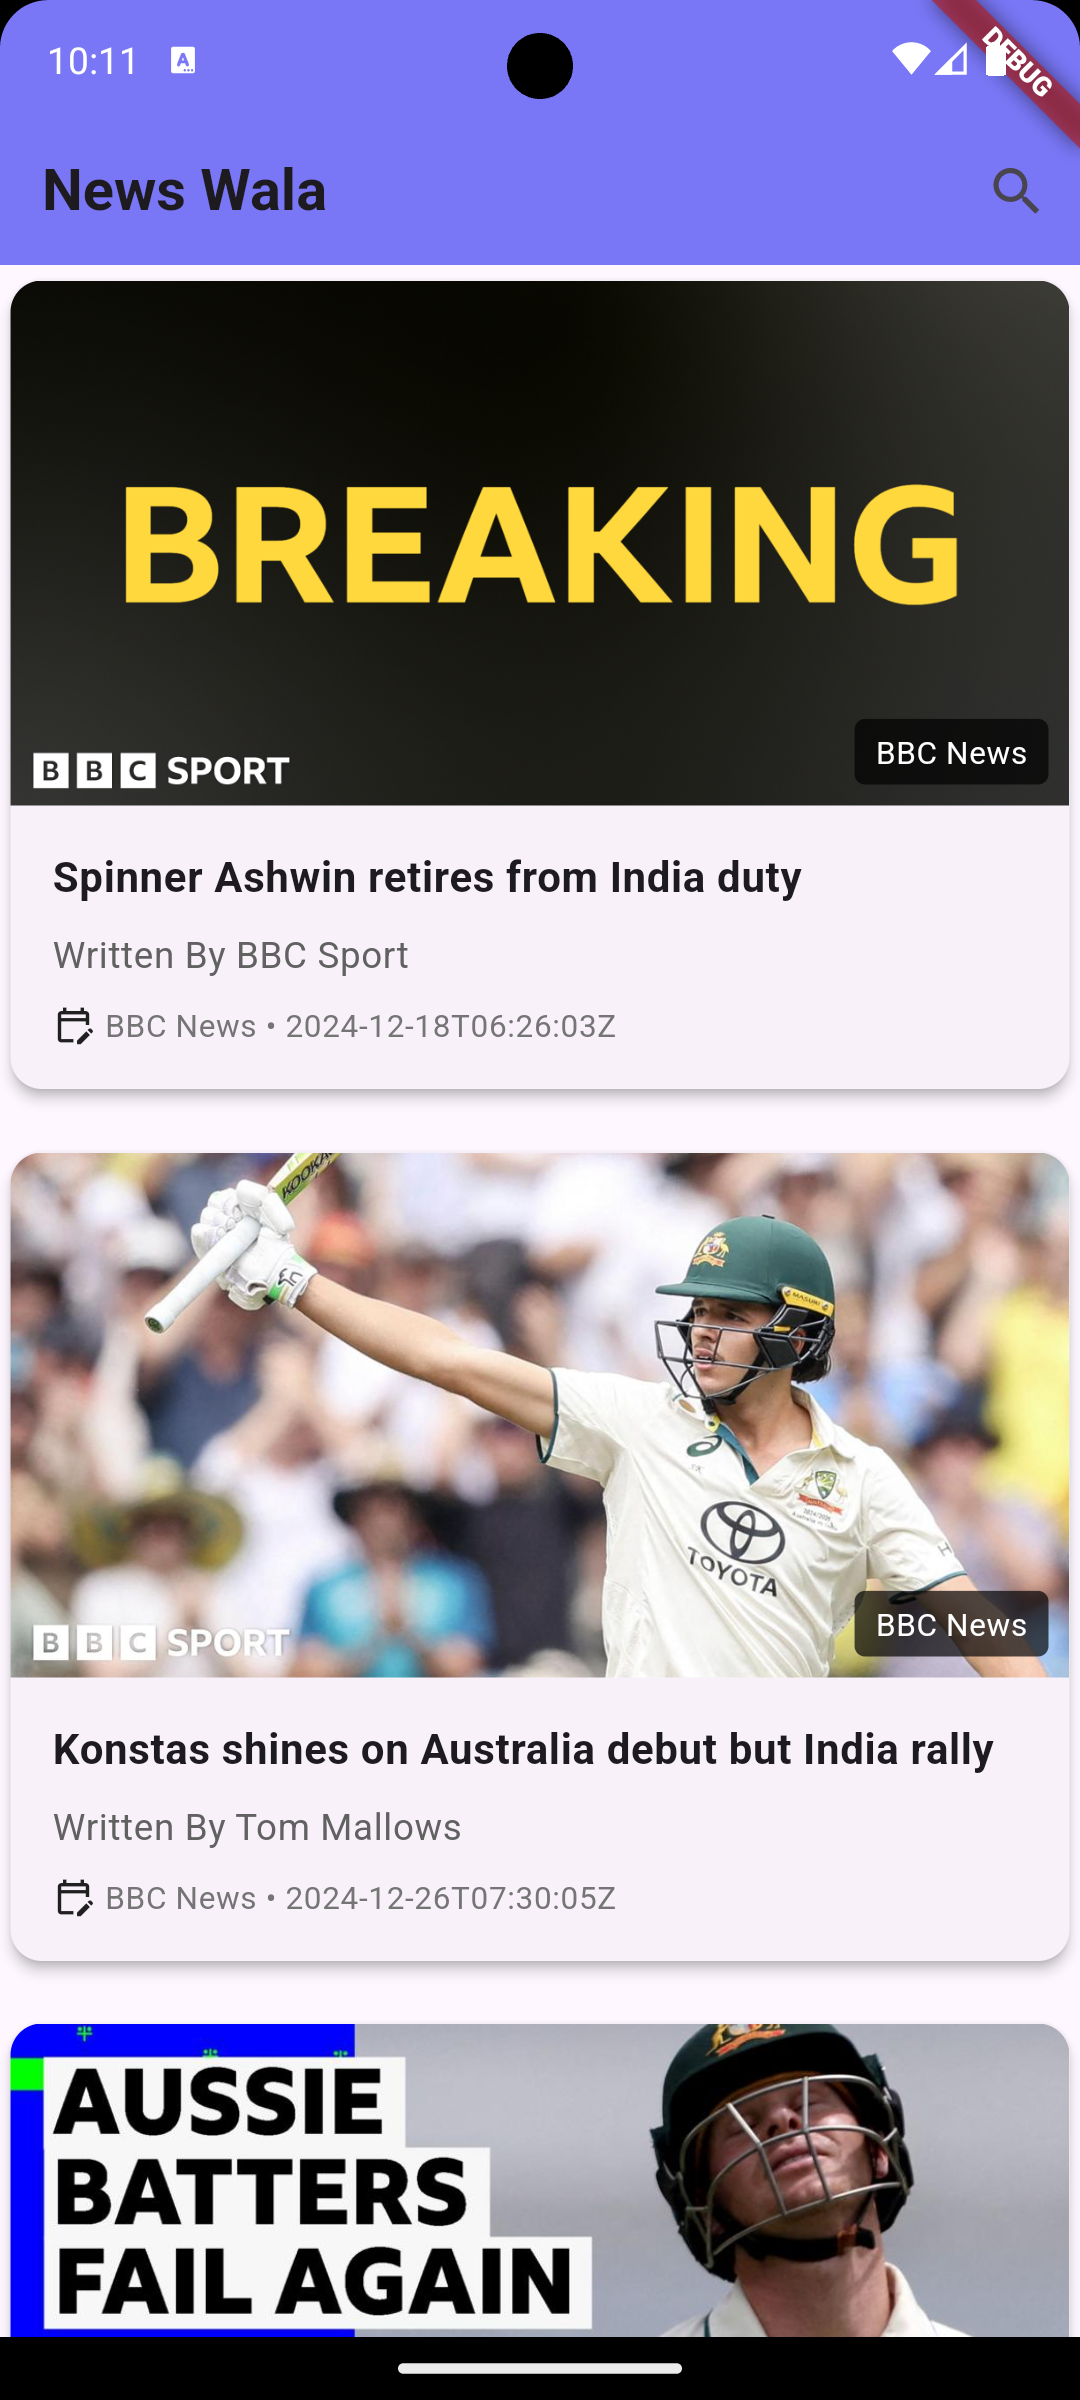 10:11
DEBUG
News Wala
BREAKING
BBC SPORT
BBC News
Spinner Ashwin retires from India duty
Written By BBC Sport
BBC News • 2024-12-18T06:26:03Z
KOOKA
MASURI
TOYOTA
BBC SPORT
BBC News
Konstas shines on Australia debut but India rally
Written By Tom Mallows
BBC News • 2024-12-26T07:30:05Z
AUSSIE
BATTERS
FAIL AGAIN